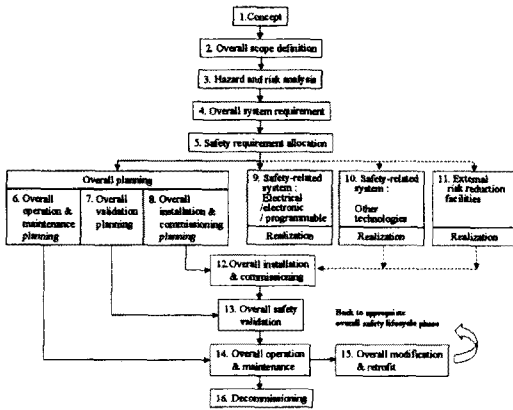 1.Concept
2. Overall scope definition
3. Hazard and risk analysis
4. Overall system requirement
5. Safety requirement allocation
Overall planning
6. Overall
operation &
maintenance
planning
7. Overall
validation
planning
8. Overall
installation &
commissioning
planning
9. Safety-related
system :
Electrical
/electronic
/ programmable
Realization
10. Safety-related
system :
Other
technologies
Realization
11. External
risk reduction
facilities
Realization
12.Overall installation
& commissioning
13. Overall safety
validation
Back to appropriate
overall safety lifecycle phase
14. Overall operation
& maintenance
15. Overall modification
& retrofit
16. Decommissioning